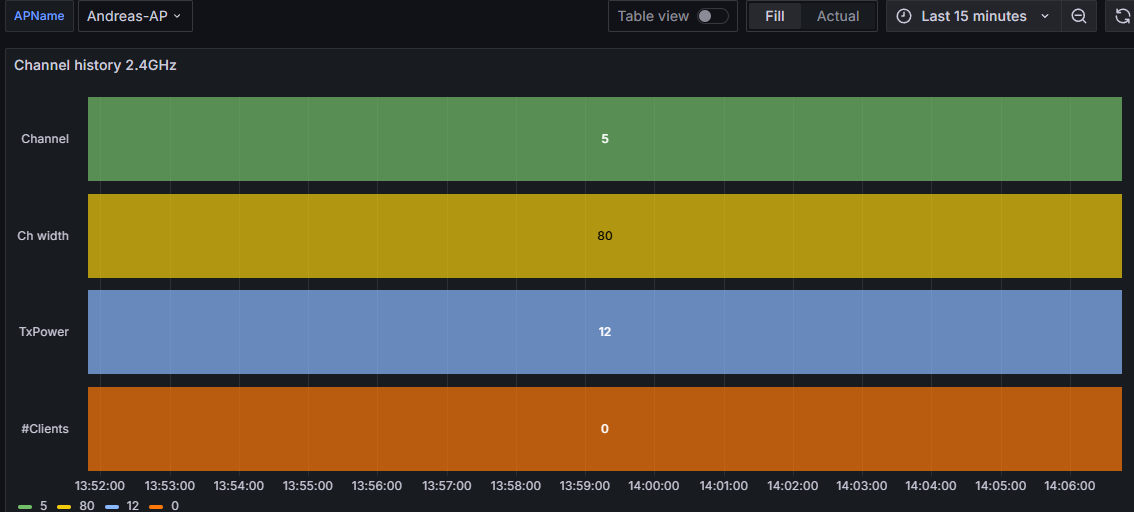 APName Andreas-AP Table view Fill Actual Last 15 minutes
Channel history 2.4GHz
Channel 5
Ch width 80
TxPower 12
#Clients 0
13:52:00 13:53:00 13:54:00 13:55:00 13:56:00 13:57:00 13:58:00 13:59:00 14:00:00 14:01:00 14:02:00 14:03:00 14:04:00 14:05:00 14:06:00
5 80 12 0